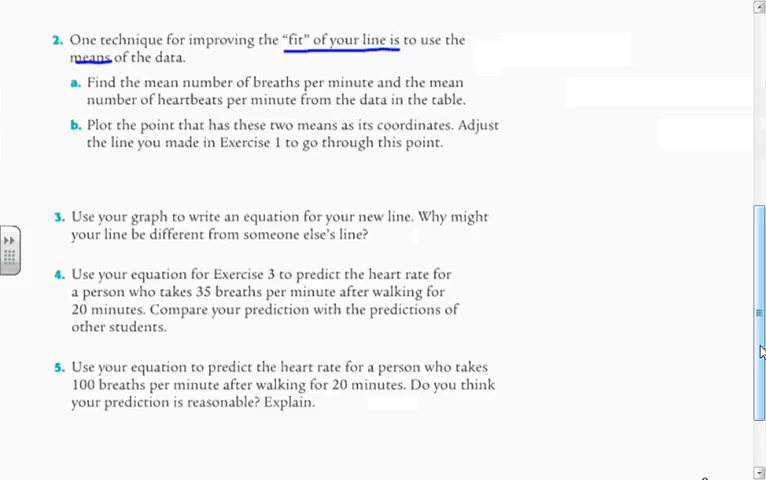 2. One technique for improving the "fit" of your line is to use the
means of the data.
a. Find the mean number of breaths per minute and the mean
number of heartbeats per minute from the data in the table.
b. Plot the point that has these two means as its coordinates. Adjust
the line you made in Exercise 1 to go through this point.
3. Use your graph to write an equation for your new line. Why might
your line be different from someone else's line?
4. Use your equation for Exercise 3 to predict the heart rate for
a person who takes 35 breaths per minute after walking for
20 minutes. Compare your prediction with the predictions of
other students.
5. Use your equation to predict the heart rate for a person who takes
100 breaths per minute after walking for 20 minutes. Do you think
your prediction is reasonable? Explain.